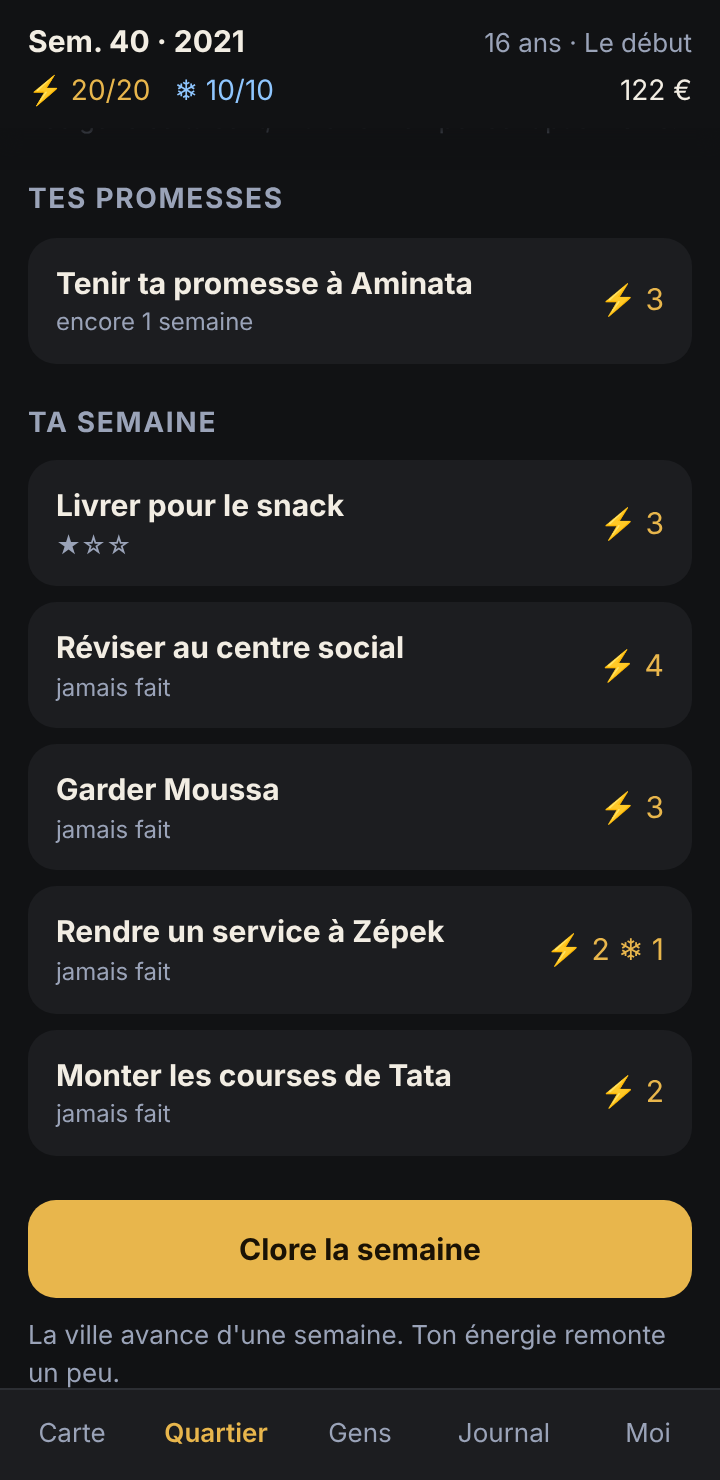 Sem. 40 · 2021
16 ans · Le début
⚡ 20/20 ❄ 10/10
122 €
TES PROMESSES
Tenir ta promesse à Aminata
encore 1 semaine
⚡ 3
TA SEMAINE
Livrer pour le snack
★☆☆
⚡ 3
Réviser au centre social
jamais fait
⚡ 4
Garder Moussa
jamais fait
⚡ 3
Rendre un service à Zépek
jamais fait
⚡ 2 ❄ 1
Monter les courses de Tata
jamais fait
⚡ 2
Clore la semaine
La ville avance d'une semaine. Ton énergie remonte
un peu.
Carte
Quartier
Gens
Journal
Moi